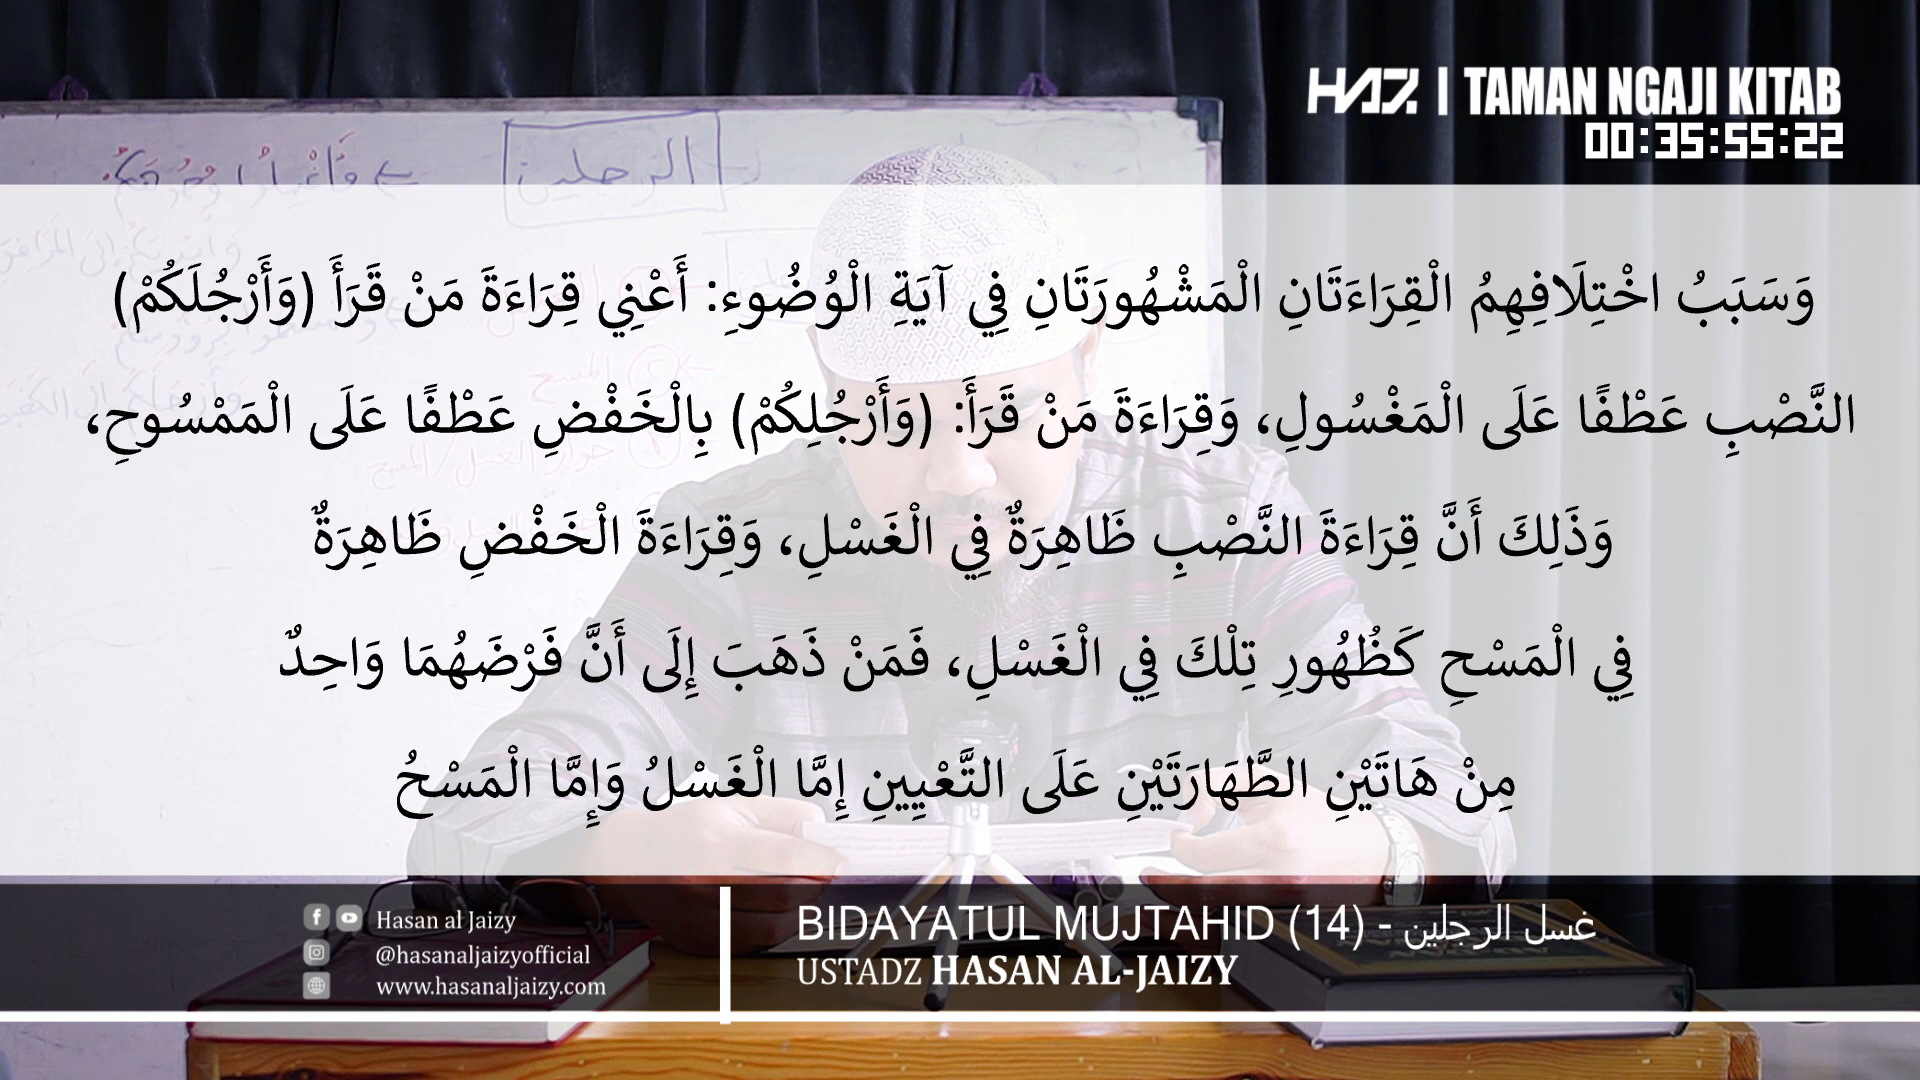 HAZ. | TAMAN NGAJI KITAB
00:35:55:22
الرجلين
وَسَبَبُ اخْتِلَافِهِمُ الْقِرَاءَتَانِ الْمَشْهُورَتَانِ فِي آيَةِ الْوُضُوءِ: أَعْنِي قِرَاءَةَ مَنْ قَرَأَ (وَأَرْجُلَكُمْ)
النَّصْبِ عَطْفًا عَلَى الْمَغْسُولِ، وَقِرَاءَةَ مَنْ قَرَأَ: (وَأَرْجُلِكُمْ) بِالْخَفْضِ عَطْفًا عَلَى الْمَمْسُوحِ،
وَذَلِكَ أَنَّ قِرَاءَةَ النَّصْبِ ظَاهِرَةٌ فِي الْغَسْلِ، وَقِرَاءَةَ الْخَفْضِ ظَاهِرَةٌ
فِي الْمَسْحِ كَظُهُورِ تِلْكَ فِي الْغَسْلِ، فَمَنْ ذَهَبَ إِلَى أَنَّ فَرْضَهُمَا وَاحِدٌ
مِنْ هَاتَيْنِ الطَّهَارَتَيْنِ عَلَى التَّعْيِينِ إِمَّا الْغَسْلُ وَإِمَّا الْمَسْحُ
Hasan al Jaizy
@hasanaljaizyofficial
www.hasanaljaizy.com
BIDAYATUL MUJTAHID (14) - غسل الرجلين
USTADZ HASAN AL-JAIZY